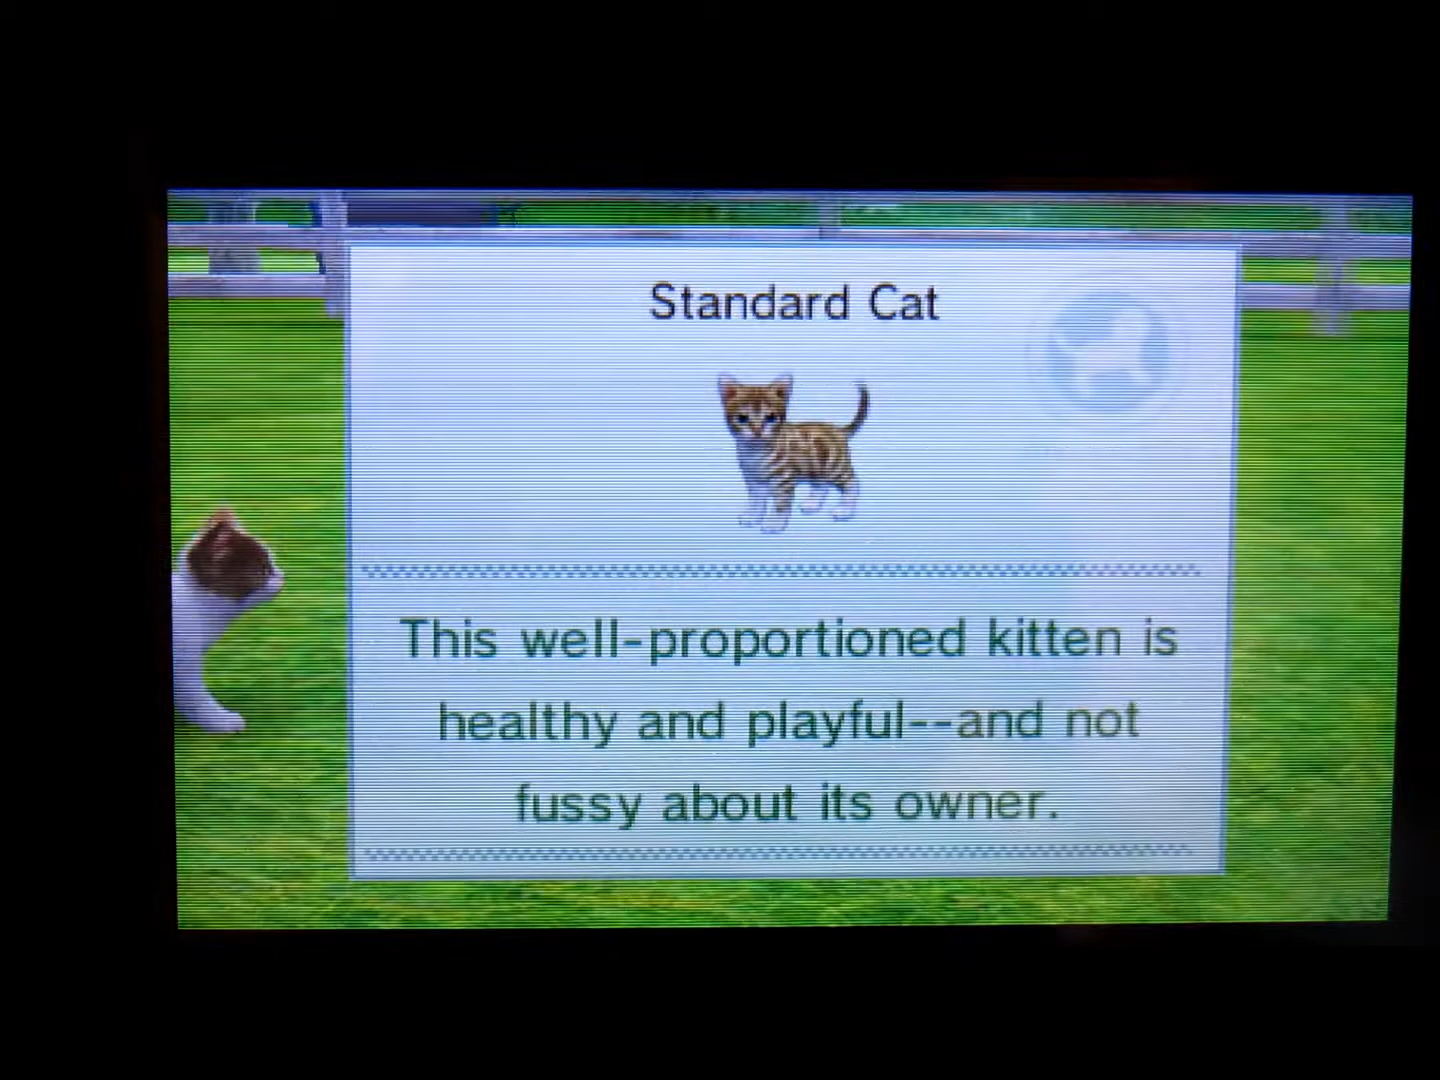 Standard Cat
This well-proportioned kitten is
healthy and playful--and not
fussy about its owner.